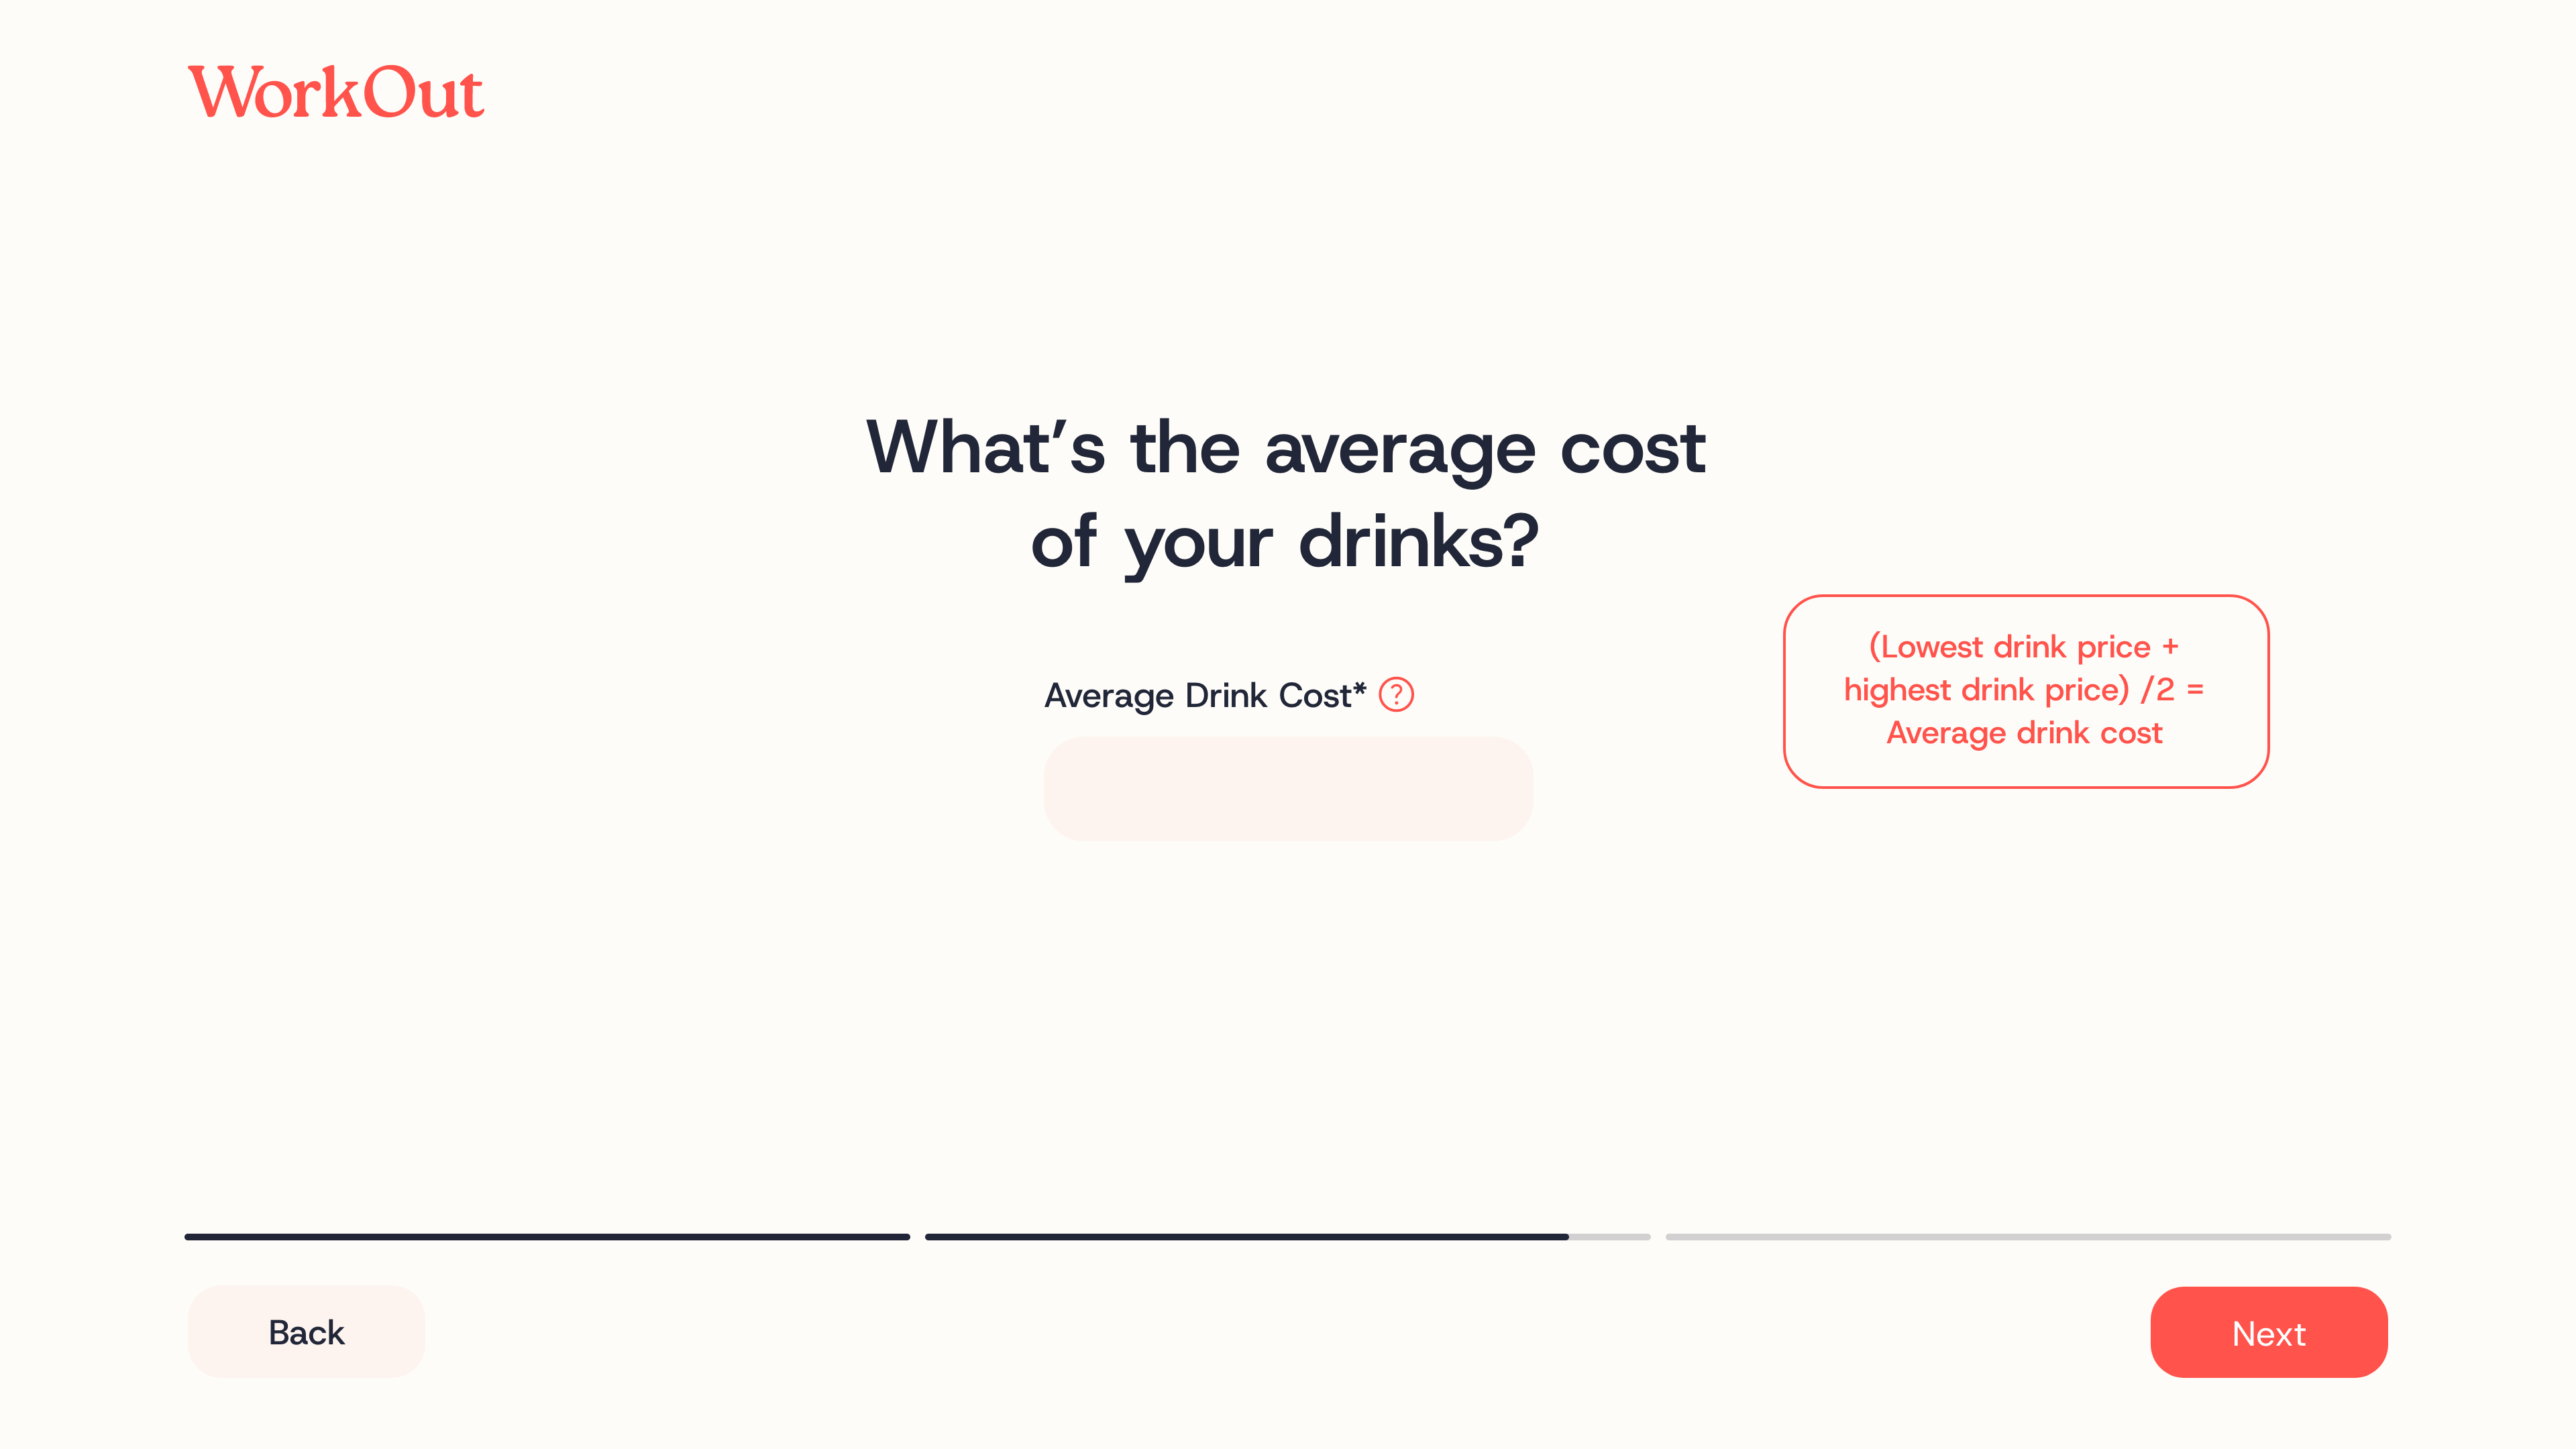 WorkOut
What's the average cost
of your drinks?
Average Drink Cost* ?
(Lowest drink price +
highest drink price) /2 =
Average drink cost
Back
Next